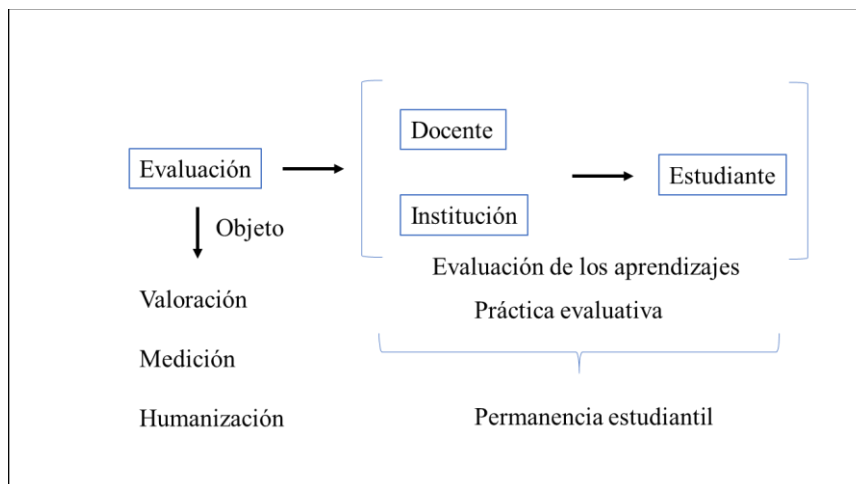 Docente
Evaluación
Estudiante
Institución
Objeto
Evaluación de los aprendizajes
Valoración
Práctica evaluativa
Medición
Humanización
Permanencia estudiantil